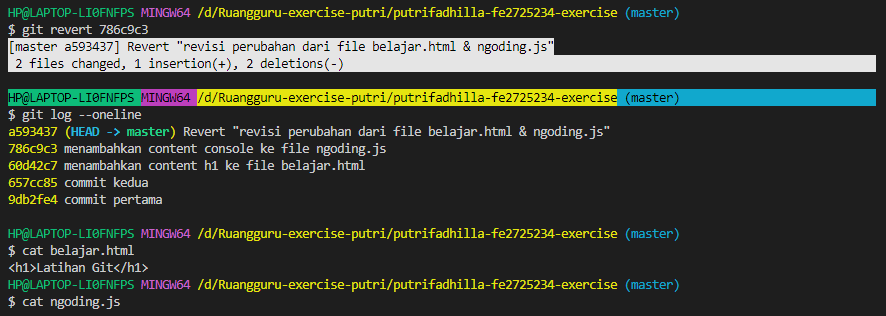 HP@LAPTOP-LI0FNFPS MINGW64 /d/Ruangguru-exercise-putri/putrifadhilla-fe2725234-exercise (master)
$ git revert 786c9c3
[master a593437] Revert "revisi perubahan dari file belajar.html & ngoding.js"
 2 files changed, 1 insertion(+), 2 deletions(-)
HP@LAPTOP-LI0FNFPS MINGW64 /d/Ruangguru-exercise-putri/putrifadhilla-fe2725234-exercise (master)
$ git log --oneline
a593437 (HEAD -> master) Revert "revisi perubahan dari file belajar.html & ngoding.js"
786c9c3 menambahkan content console ke file ngoding.js
60d42c7 menambahkan content h1 ke file belajar.html
657cc85 commit kedua
9db2fe4 commit pertama
HP@LAPTOP-LI0FNFPS MINGW64 /d/Ruangguru-exercise-putri/putrifadhilla-fe2725234-exercise (master)
$ cat belajar.html
<h1>Latihan Git</h1>
HP@LAPTOP-LI0FNFPS MINGW64 /d/Ruangguru-exercise-putri/putrifadhilla-fe2725234-exercise (master)
$ cat ngoding.js